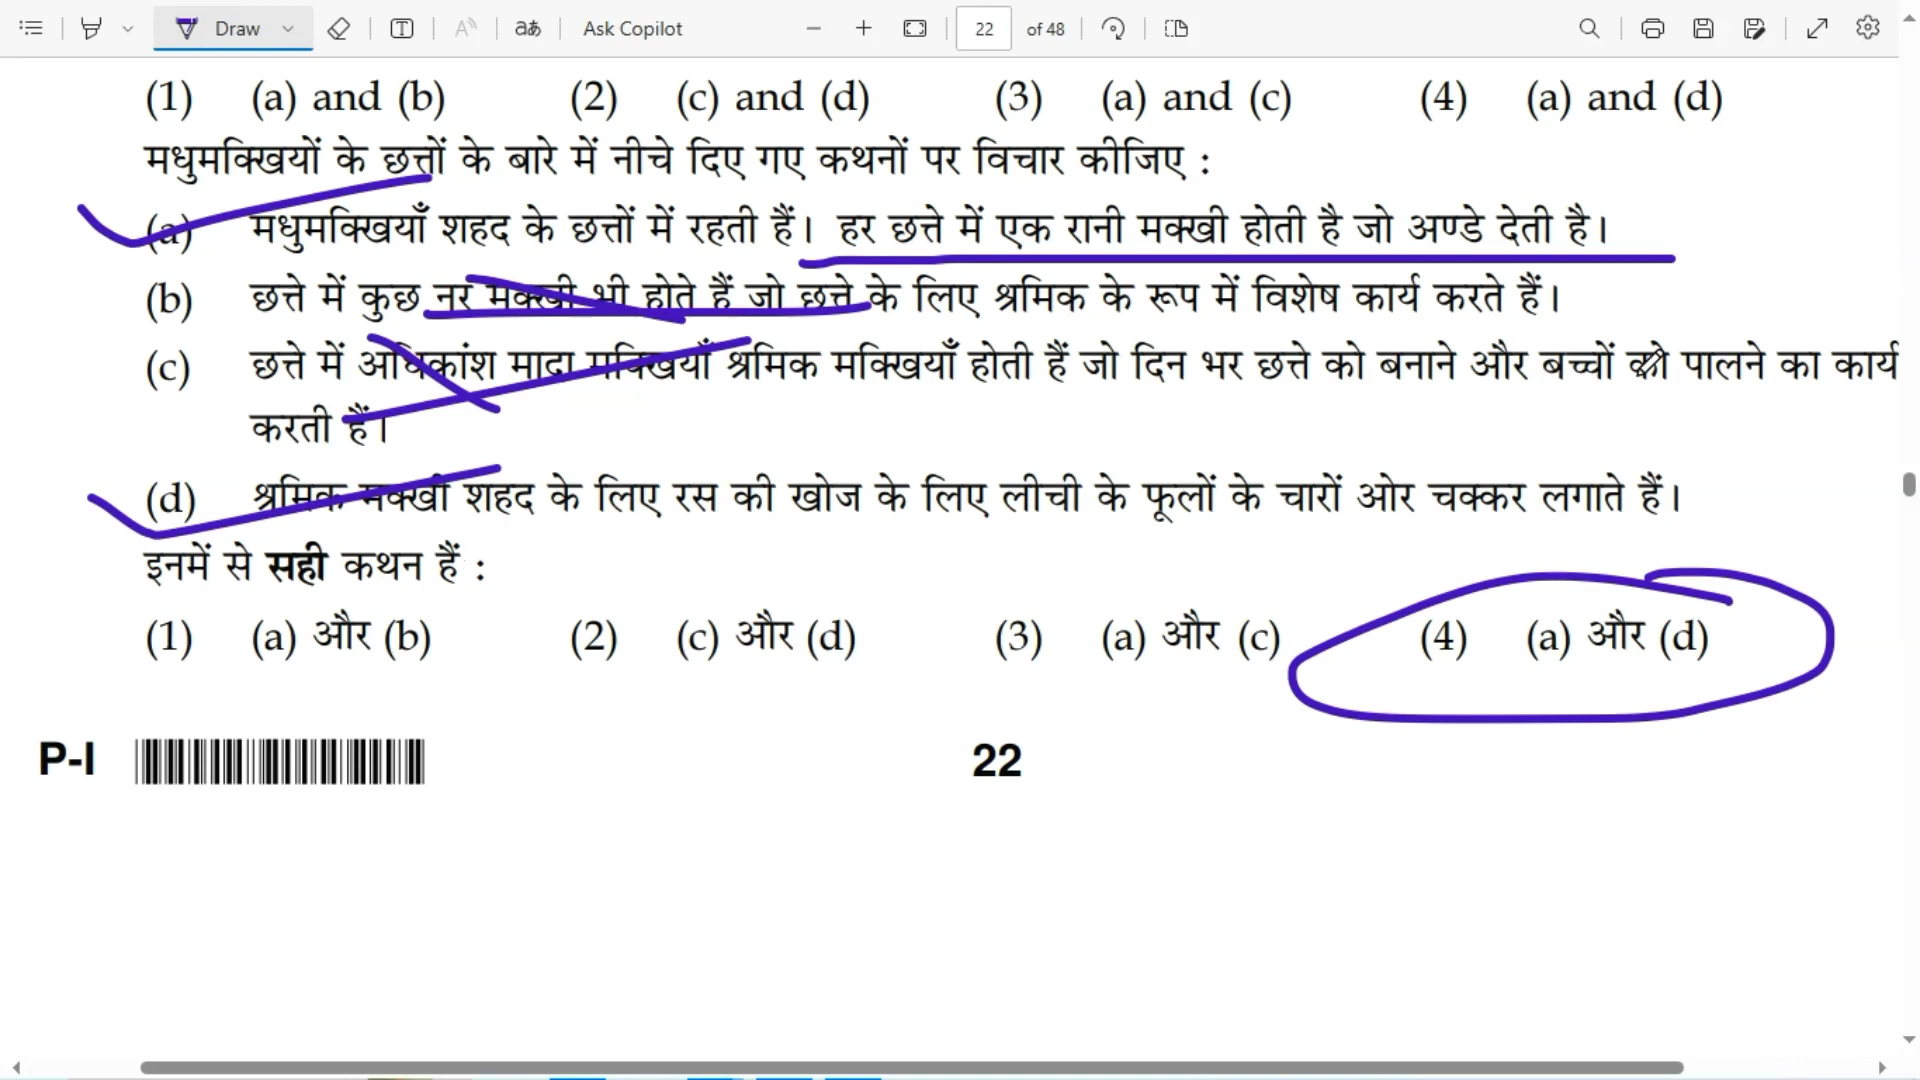 Draw
T
aあ
Ask Copilot
22
of 48
(1) (a) and (b) (2) (c) and (d) (3) (a) and (c) (4) (a) and (d)
मधुमक्खियों के छत्तों के बारे में नीचे दिए गए कथनों पर विचार कीजिए :
(a) मधुमक्खियाँ शहद के छत्तों में रहती हैं। हर छत्ते में एक रानी मक्खी होती है जो अण्डे देती है।
(b) छत्ते में कुछ नर मक्खी भी होते हैं जो छत्ते के लिए श्रमिक के रूप में विशेष कार्य करते हैं।
(c) छत्ते में अधिकांश मादा मक्खियाँ श्रमिक मक्खियाँ होती हैं जो दिन भर छत्ते को बनाने और बच्चों को पालने का कार्य
करती हैं।
(d) श्रमिक मक्खी शहद के लिए रस की खोज के लिए लीची के फूलों के चारों ओर चक्कर लगाते हैं।
इनमें से सही कथन हैं :
(1) (a) और (b) (2) (c) और (d) (3) (a) और (c) (4) (a) और (d)
P-I 22